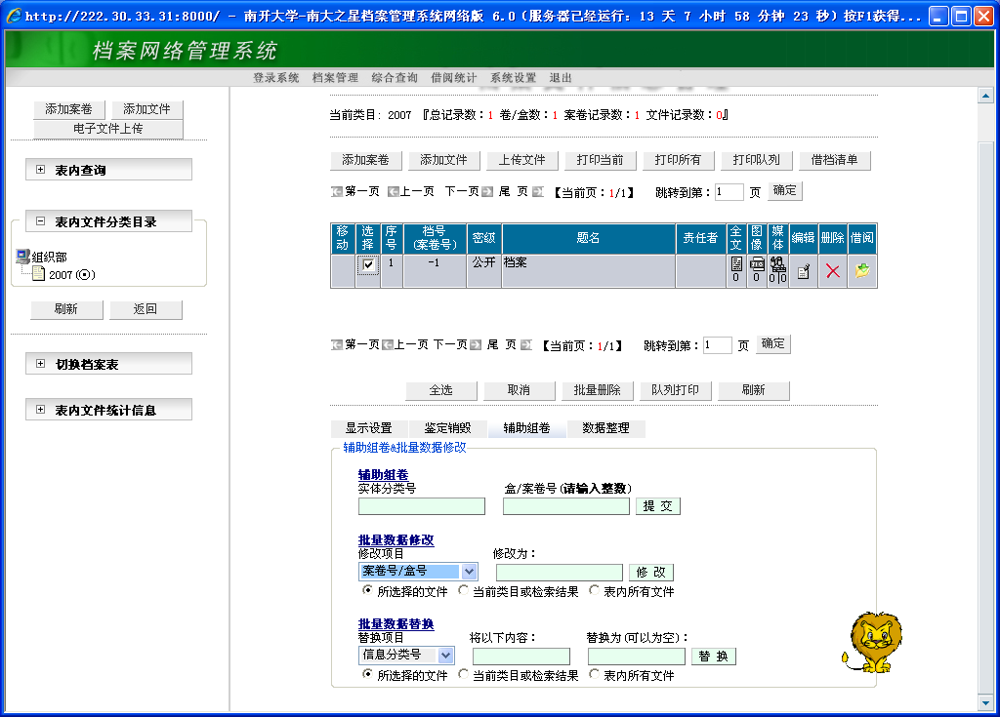 http://222.30.33.31:8000/ - 南开大学-南大之星档案管理系统网络版 6.0（服务器已经运行：13 天 7 小时 58 分钟 23 秒）按F1获得...
档案网络管理系统
登录系统 档案管理 综合查询 借阅统计 系统设置 退出
添加案卷 添加文件
电子文件上传
表内查询
表内文件分类目录
组织部
2007 (⊙)
刷新 返回
切换档案表
表内文件统计信息
当前类目: 2007 『总记录数：1 卷/盒数：1 案卷记录数：1 文件记录数：0』
添加案卷 添加文件 上传文件 打印当前 打印所有 打印队列 借档清单
第一页 上一页 下一页 尾 页 【当前页：1/1】 跳转到第：1 页 确定
移动 选择 序号 档号(案卷号) 密级 题名 责任者 全文 图像 媒体 编辑 删除 借阅
1 -1 公开 档案 0 0 0|0
第一页 上一页 下一页 尾 页 【当前页：1/1】 跳转到第：1 页 确定
全选 取消 批量删除 队列打印 刷新
显示设置 鉴定销毁 辅助组卷 数据整理
辅助组卷&批量数据修改
辅助组卷
实体分类号 盒/案卷号(请输入整数)
提 交
批量数据修改
修改项目 修改为：
案卷号/盒号 修 改
所选择的文件 当前类目或检索结果 表内所有文件
批量数据替换
替换项目 将以下内容： 替换为(可以为空)：
信息分类号 替 换
所选择的文件 当前类目或检索结果 表内所有文件